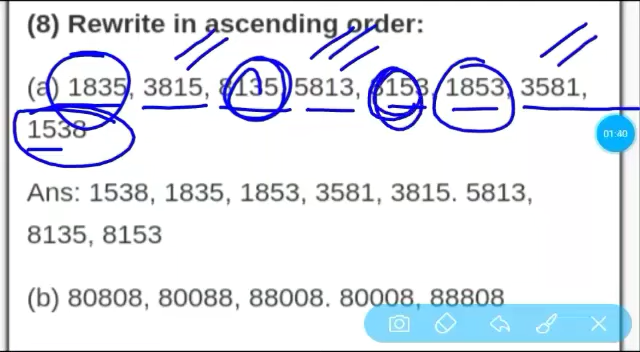 (8) Rewrite in ascending order:
(a) 1835, 3815, 8135, 5813, 8153, 1853, 3581,
1538
01:40
Ans: 1538, 1835, 1853, 3581, 3815. 5813,
8135, 8153
(b) 80808, 80088, 88008. 80008, 88808